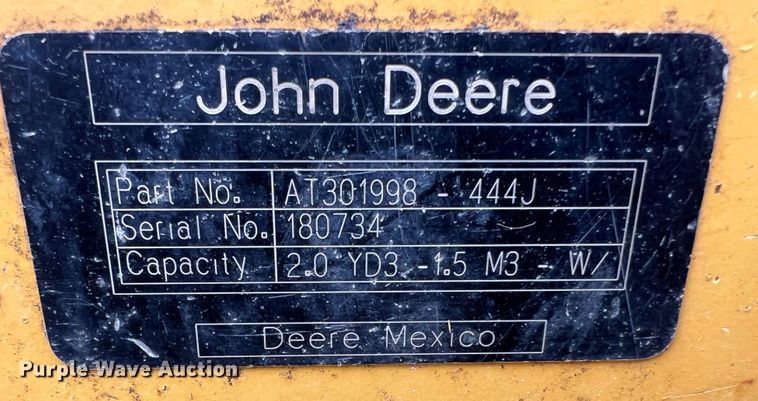 John Deere
Part No. AT301998 - 444J
Serial No. 180734
Capacity 2.0 YD3 -1.5 M3 - W/
Deere Mexico
Purple Wave Auction